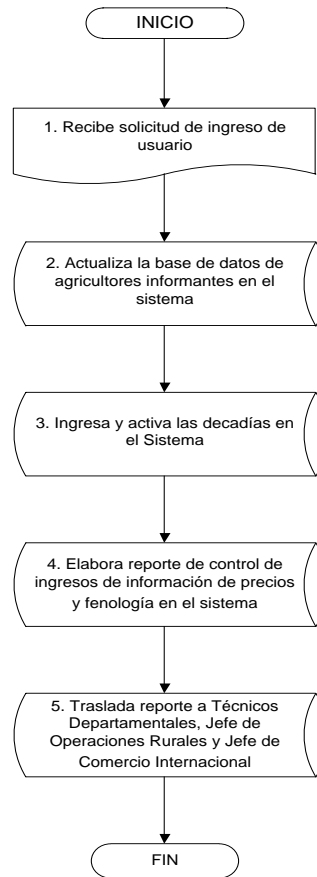 INICIO
1. Recibe solicitud de ingreso de
usuario
2. Actualiza la base de datos de
agricultores informantes en el
sistema
3. Ingresa y activa las decadías en
el Sistema
4. Elabora reporte de control de
ingresos de información de precios
y fenología en el sistema
5. Traslada reporte a Técnicos
Departamentales, Jefe de
Operaciones Rurales y Jefe de
Comercio Internacional
FIN